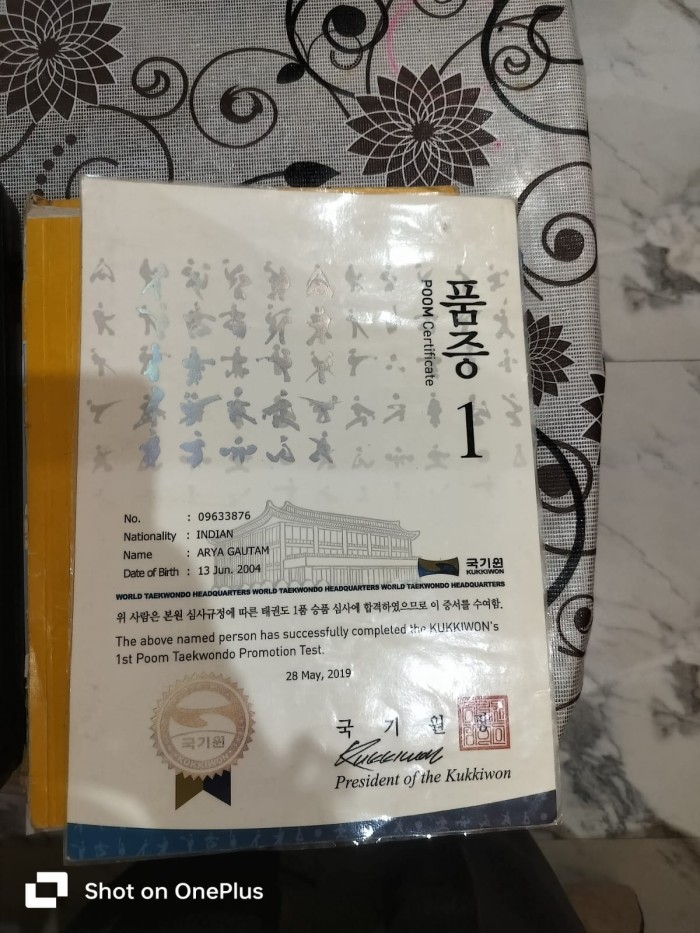 품증
POOM Certificate
1
No. : 09633876
Nationality : INDIAN
Name : ARYA GAUTAM
Date of Birth : 13 Jun. 2004
국기원
KUKKIWON
WORLD TAEKWONDO HEADQUARTERS WORLD TAEKWONDO HEADQUARTERS WORLD TAEKWONDO HEADQUARTERS
위 사람은 본원 심사규정에 따른 태권도 1품 승품 심사에 합격하였으므로 이 증서를 수여함.
The above named person has successfully completed the KUKKIWON's
1st Poom Taekwondo Promotion Test.
28 May, 2019
국기원
KUKKIWON
국 기 원 장
Kukkiwon
President of the Kukkiwon
Shot on OnePlus